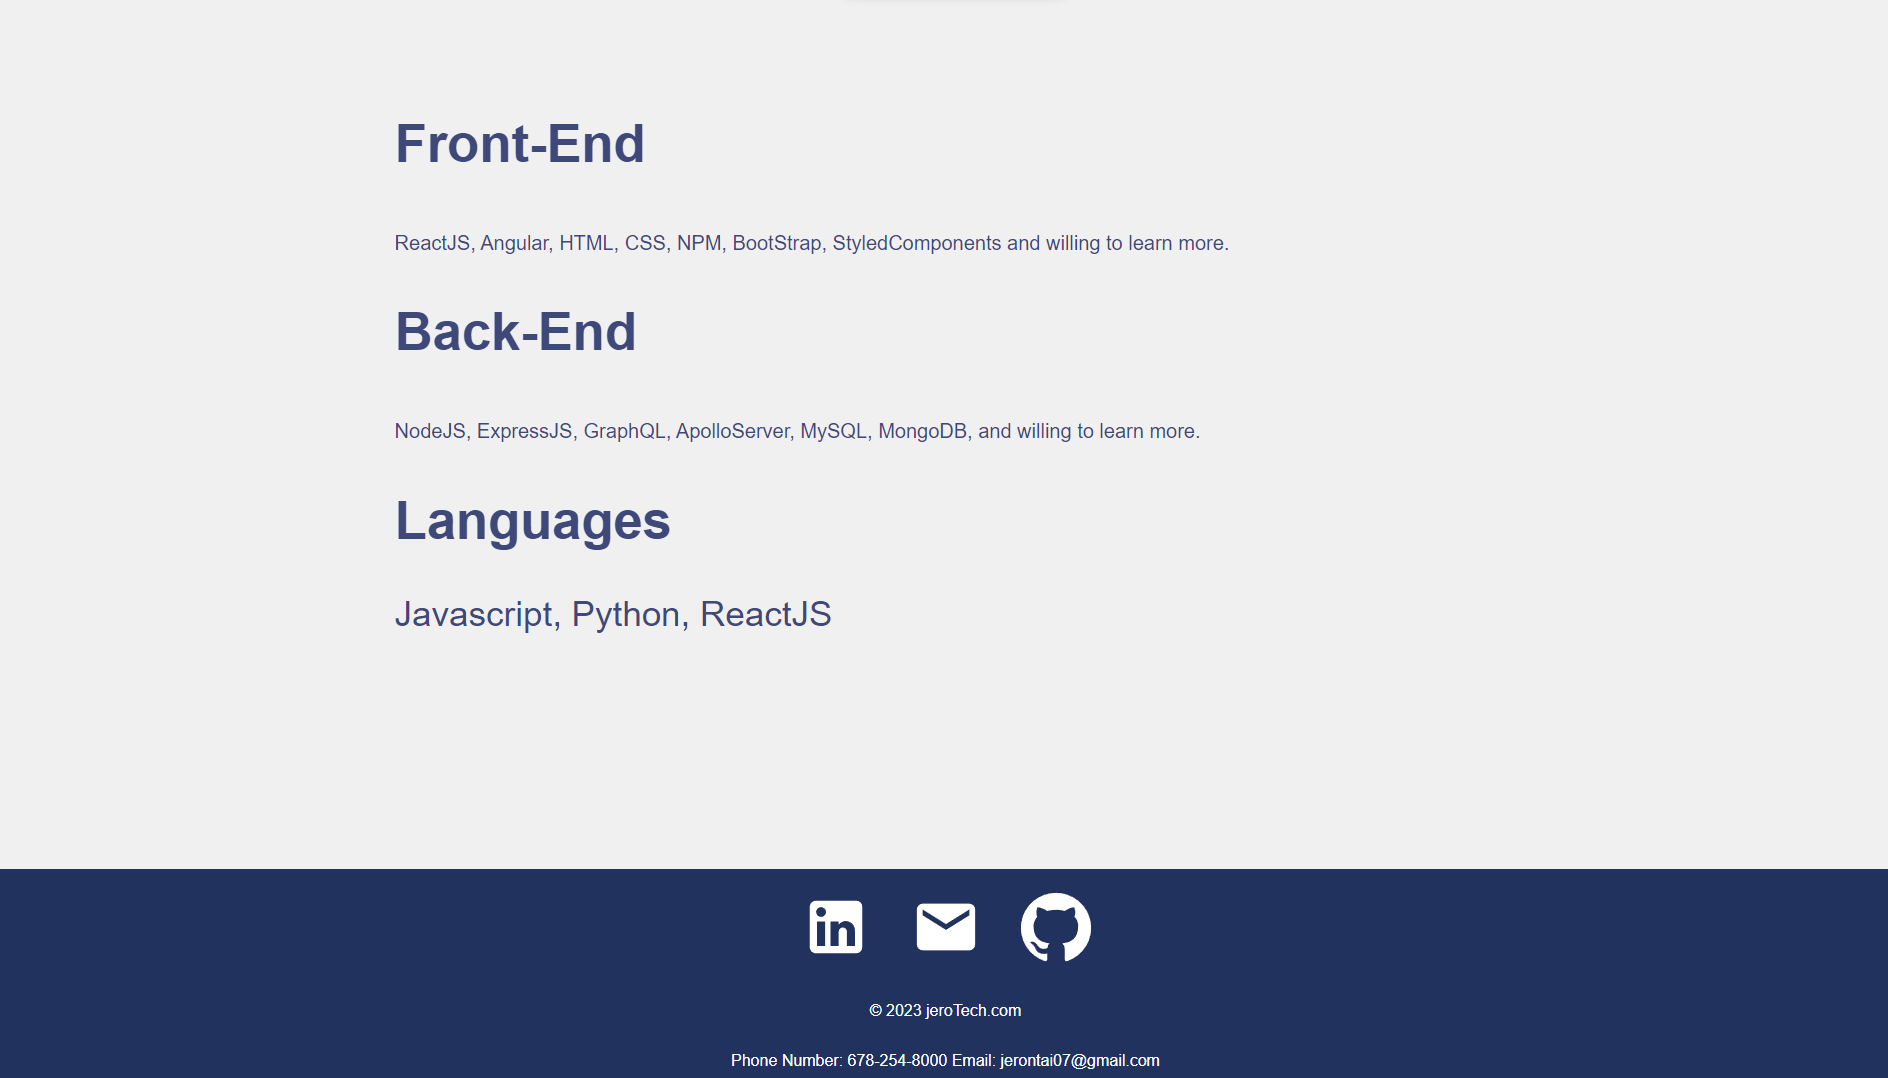 Front-End
ReactJS, Angular, HTML, CSS, NPM, BootStrap, StyledComponents and willing to learn more.
Back-End
NodeJS, ExpressJS, GraphQL, ApolloServer, MySQL, MongoDB, and willing to learn more.
Languages
Javascript, Python, ReactJS
in
© 2023 jeroTech.com
Phone Number: 678-254-8000 Email: jerontai07@gmail.com